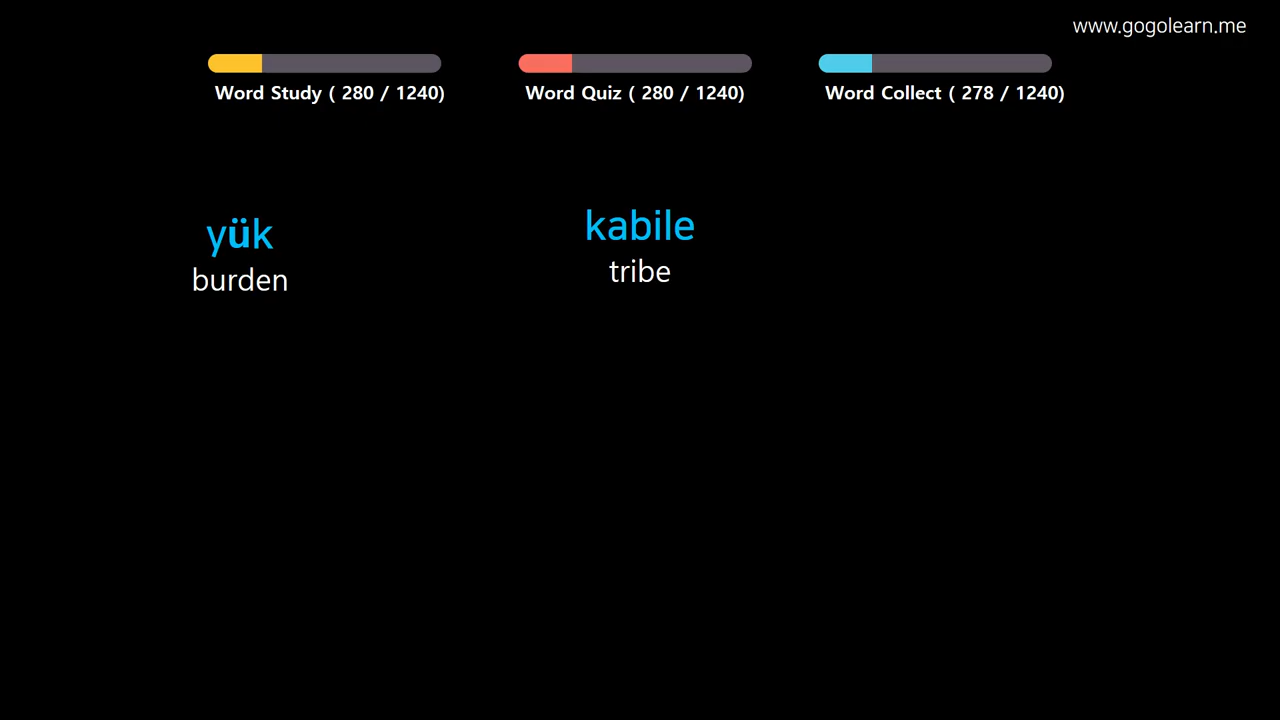 www.gogolearn.me
Word Study ( 280 / 1240)
Word Quiz ( 280 / 1240)
Word Collect ( 278 / 1240)
yük
burden
kabile
tribe